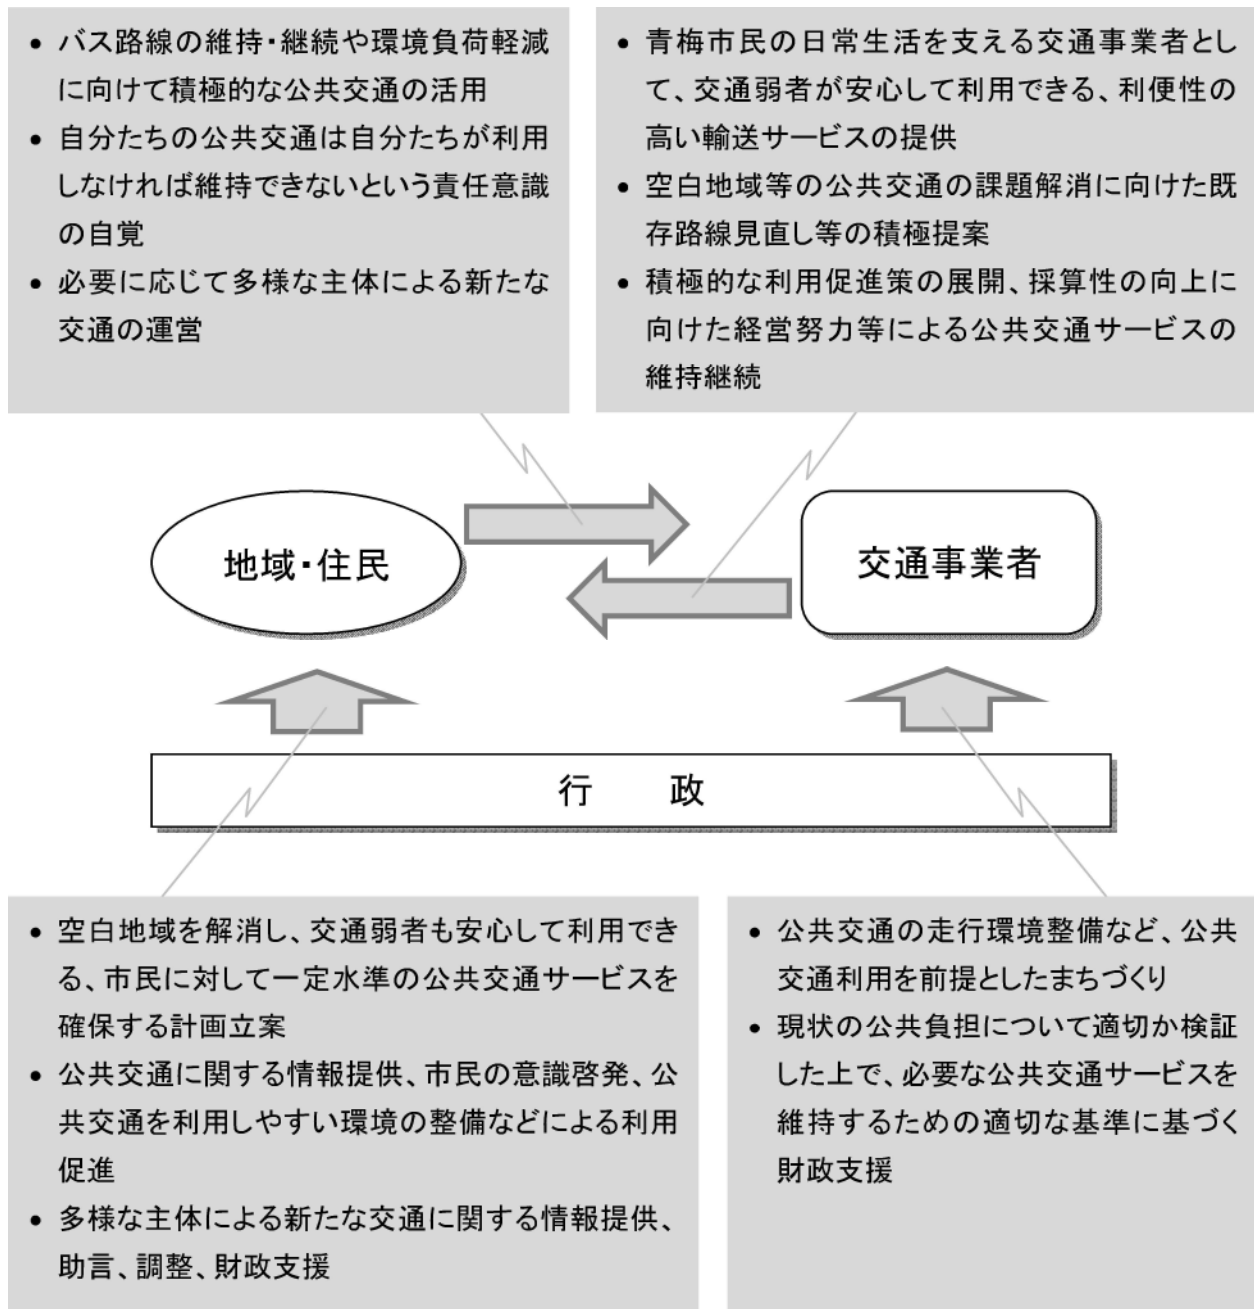 • バス路線の維持・継続や環境負荷軽減
に向けて積極的な公共交通の活用
• 自分たちの公共交通は自分たちが利用
しなければ維持できないという責任意識
の自覚
• 必要に応じて多様な主体による新たな
交通の運営
• 青梅市民の日常生活を支える交通事業者とし
て、交通弱者が安心して利用できる、利便性の
高い輸送サービスの提供
• 空白地域等の公共交通の課題解消に向けた既
存路線見直し等の積極提案
• 積極的な利用促進策の展開、採算性の向上に
向けた経営努力等による公共交通サービスの
維持継続
地域・住民
交通事業者
行　政
• 空白地域を解消し、交通弱者も安心して利用でき
る、市民に対して一定水準の公共交通サービスを
確保する計画立案
• 公共交通に関する情報提供、市民の意識啓発、公
共交通を利用しやすい環境の整備などによる利用
促進
• 多様な主体による新たな交通に関する情報提供、
助言、調整、財政支援
• 公共交通の走行環境整備など、公共
交通利用を前提としたまちづくり
• 現状の公共負担について適切か検証
した上で、必要な公共交通サービスを
維持するための適切な基準に基づく
財政支援